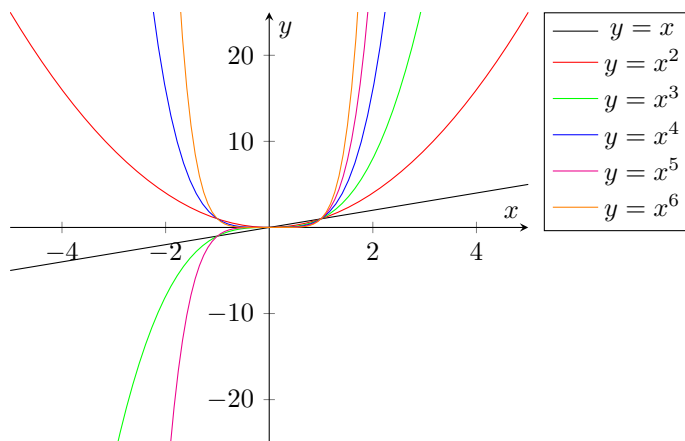 y
20
10
x
−4
−2
2
4
−10
−20
y = x
y = x²
y = x³
y = x⁴
y = x⁵
y = x⁶